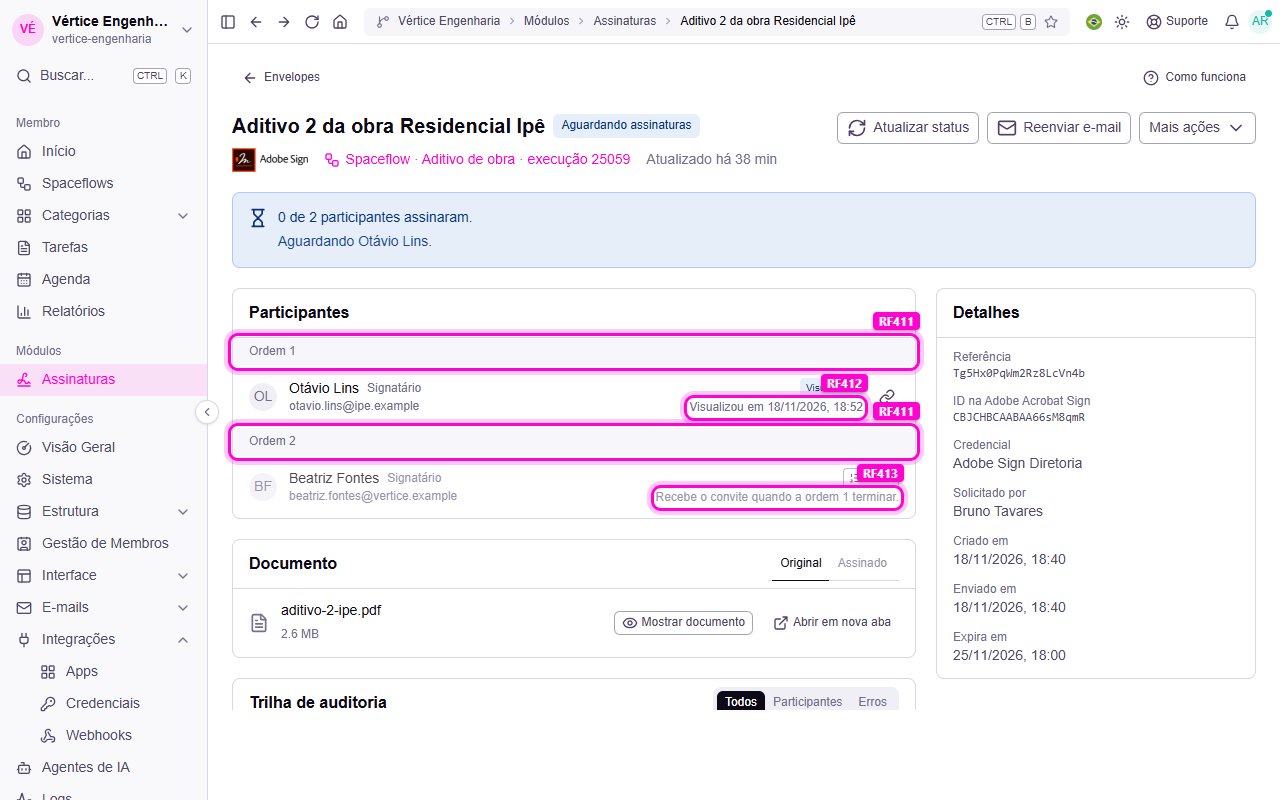 VÉ
Vértice Engenh...
vertice-engenharia
Vértice Engenharia > Módulos > Assinaturas > Aditivo 2 da obra Residencial Ipê
CTRL B
Suporte
AR
Buscar... CTRL K
Membro
Início
Spaceflows
Categorias
Tarefas
Agenda
Relatórios
Módulos
Assinaturas
Configurações
Visão Geral
Sistema
Estrutura
Gestão de Membros
Interface
E-mails
Integrações
Apps
Credenciais
Webhooks
Agentes de IA
Logs
Envelopes
Como funciona
Aditivo 2 da obra Residencial Ipê Aguardando assinaturas
Atualizar status
Reenviar e-mail
Mais ações
Adobe Sign Spaceflow · Aditivo de obra · execução 25059 Atualizado há 38 min
0 de 2 participantes assinaram.
Aguardando Otávio Lins.
Participantes
RF411
Ordem 1
OL
Otávio Lins Signatário
otavio.lins@ipe.example
RF412
Visualizou em 18/11/2026, 18:52
RF411
Ordem 2
BF
Beatriz Fontes Signatário
beatriz.fontes@vertice.example
RF413
Recebe o convite quando a ordem 1 terminar.
Documento
Original Assinado
aditivo-2-ipe.pdf
2.6 MB
Mostrar documento
Abrir em nova aba
Trilha de auditoria
Todos Participantes Erros
Detalhes
Referência
Tg5Hx0PqWm2Rz8LcVn4b
ID na Adobe Acrobat Sign
CBJCHBCAABAA66sM8qmR
Credencial
Adobe Sign Diretoria
Solicitado por
Bruno Tavares
Criado em
18/11/2026, 18:40
Enviado em
18/11/2026, 18:40
Expira em
25/11/2026, 18:00